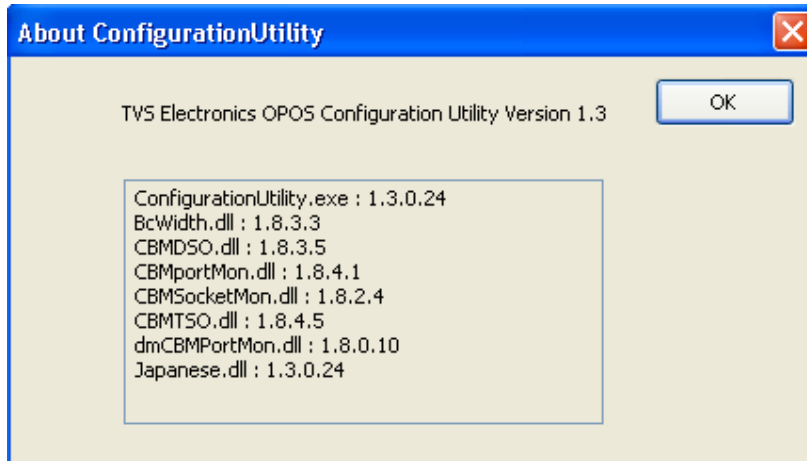 About ConfigurationUtility
TVS Electronics OPOS Configuration Utility Version 1.3
OK
ConfigurationUtility.exe : 1.3.0.24
BcWidth.dll : 1.8.3.3
CBMDSO.dll : 1.8.3.5
CBMportMon.dll : 1.8.4.1
CBMSocketMon.dll : 1.8.2.4
CBMTSO.dll : 1.8.4.5
dmCBMPortMon.dll : 1.8.0.10
Japanese.dll : 1.3.0.24